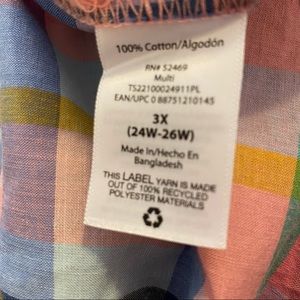 100% Cotton/Algodón
RN# 52469
Multi
TS22100024911PL
EAN/UPC 0 88751210145
3X
(24W-26W)
Made In/Hecho En
Bangladesh
THIS LABEL YARN IS MADE
OUT OF 100% RECYCLED
POLYESTER MATERIALS